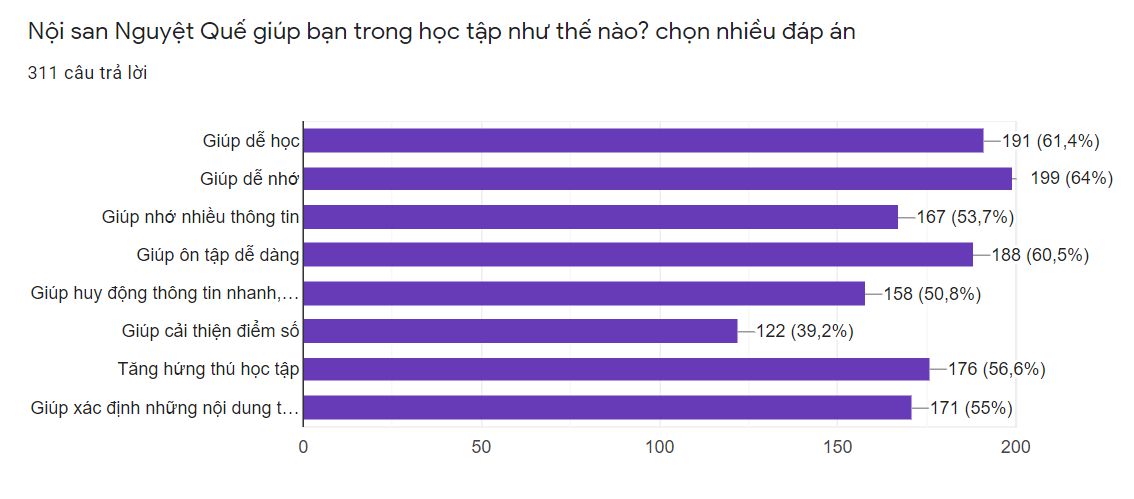 Nội san Nguyệt Quế giúp bạn trong học tập như thế nào? chọn nhiều đáp án
311 câu trả lời
Giúp dễ học 191 (61,4%)
Giúp dễ nhớ 199 (64%)
Giúp nhớ nhiều thông tin 167 (53,7%)
Giúp ôn tập dễ dàng 188 (60,5%)
Giúp huy động thông tin nhanh,… 158 (50,8%)
Giúp cải thiện điểm số 122 (39,2%)
Tăng hứng thú học tập 176 (56,6%)
Giúp xác định những nội dung t… 171 (55%)
0 50 100 150 200